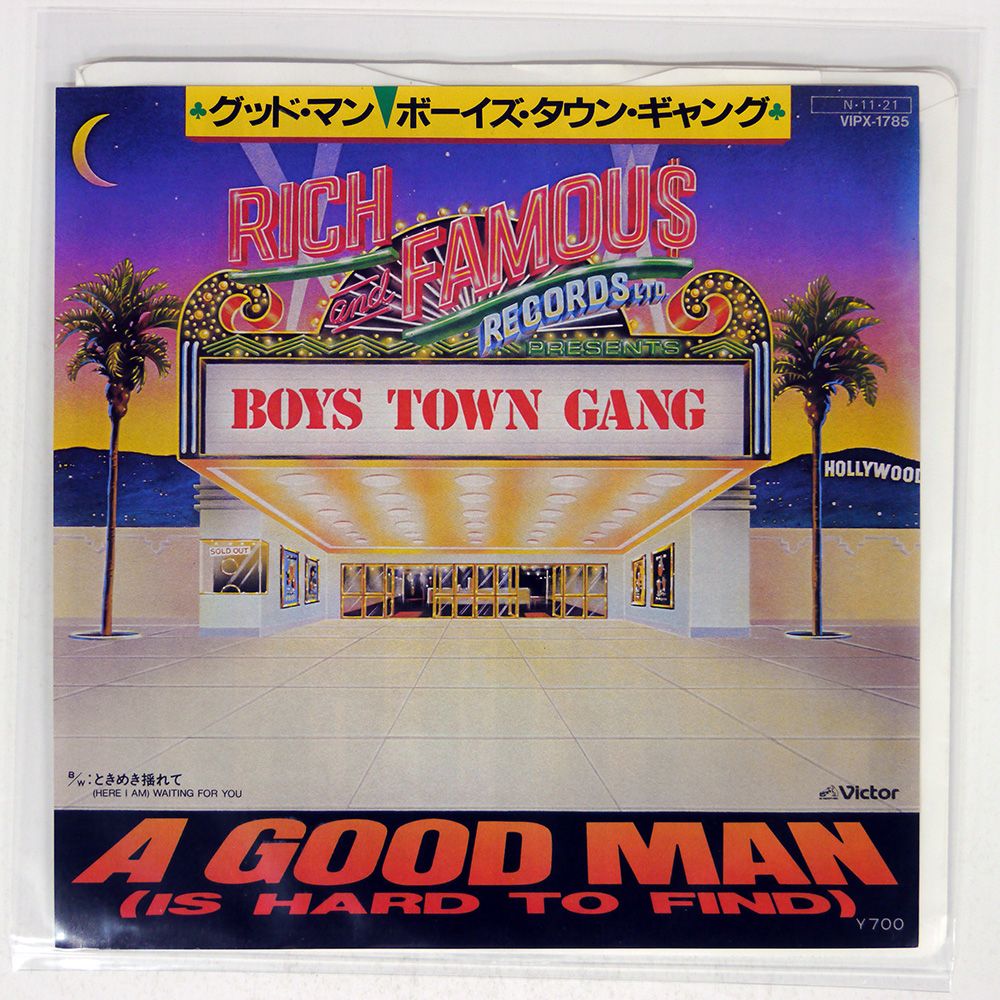 ♣グッド・マン▼ボーイズ・タウン・ギャング♣
N・11・21
VIPX-1785
RICH
and FAMOU$
RECORDS LTD
PRESENTS
BOYS TOWN GANG
HOLLYWOOD
SOLD OUT
B/W:ときめき揺れて
(HERE I AM) WAITING FOR YOU
Victor
A GOOD MAN
(IS HARD TO FIND)
¥700